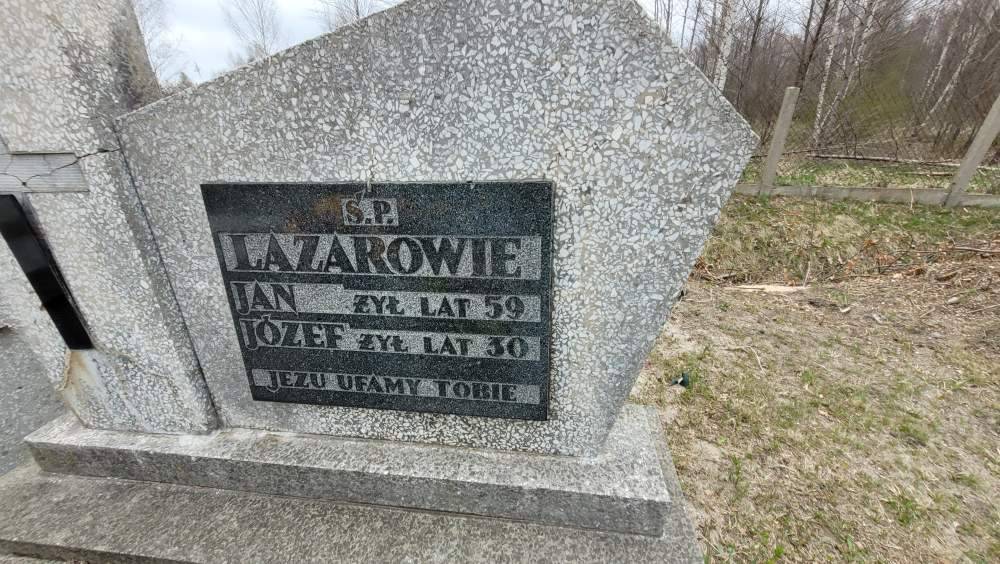 Ś.P.
ŁAZAROWIE
JAN ŻYŁ LAT 59
JÓZEF ŻYŁ LAT 30
JEZU UFAMY TOBIE